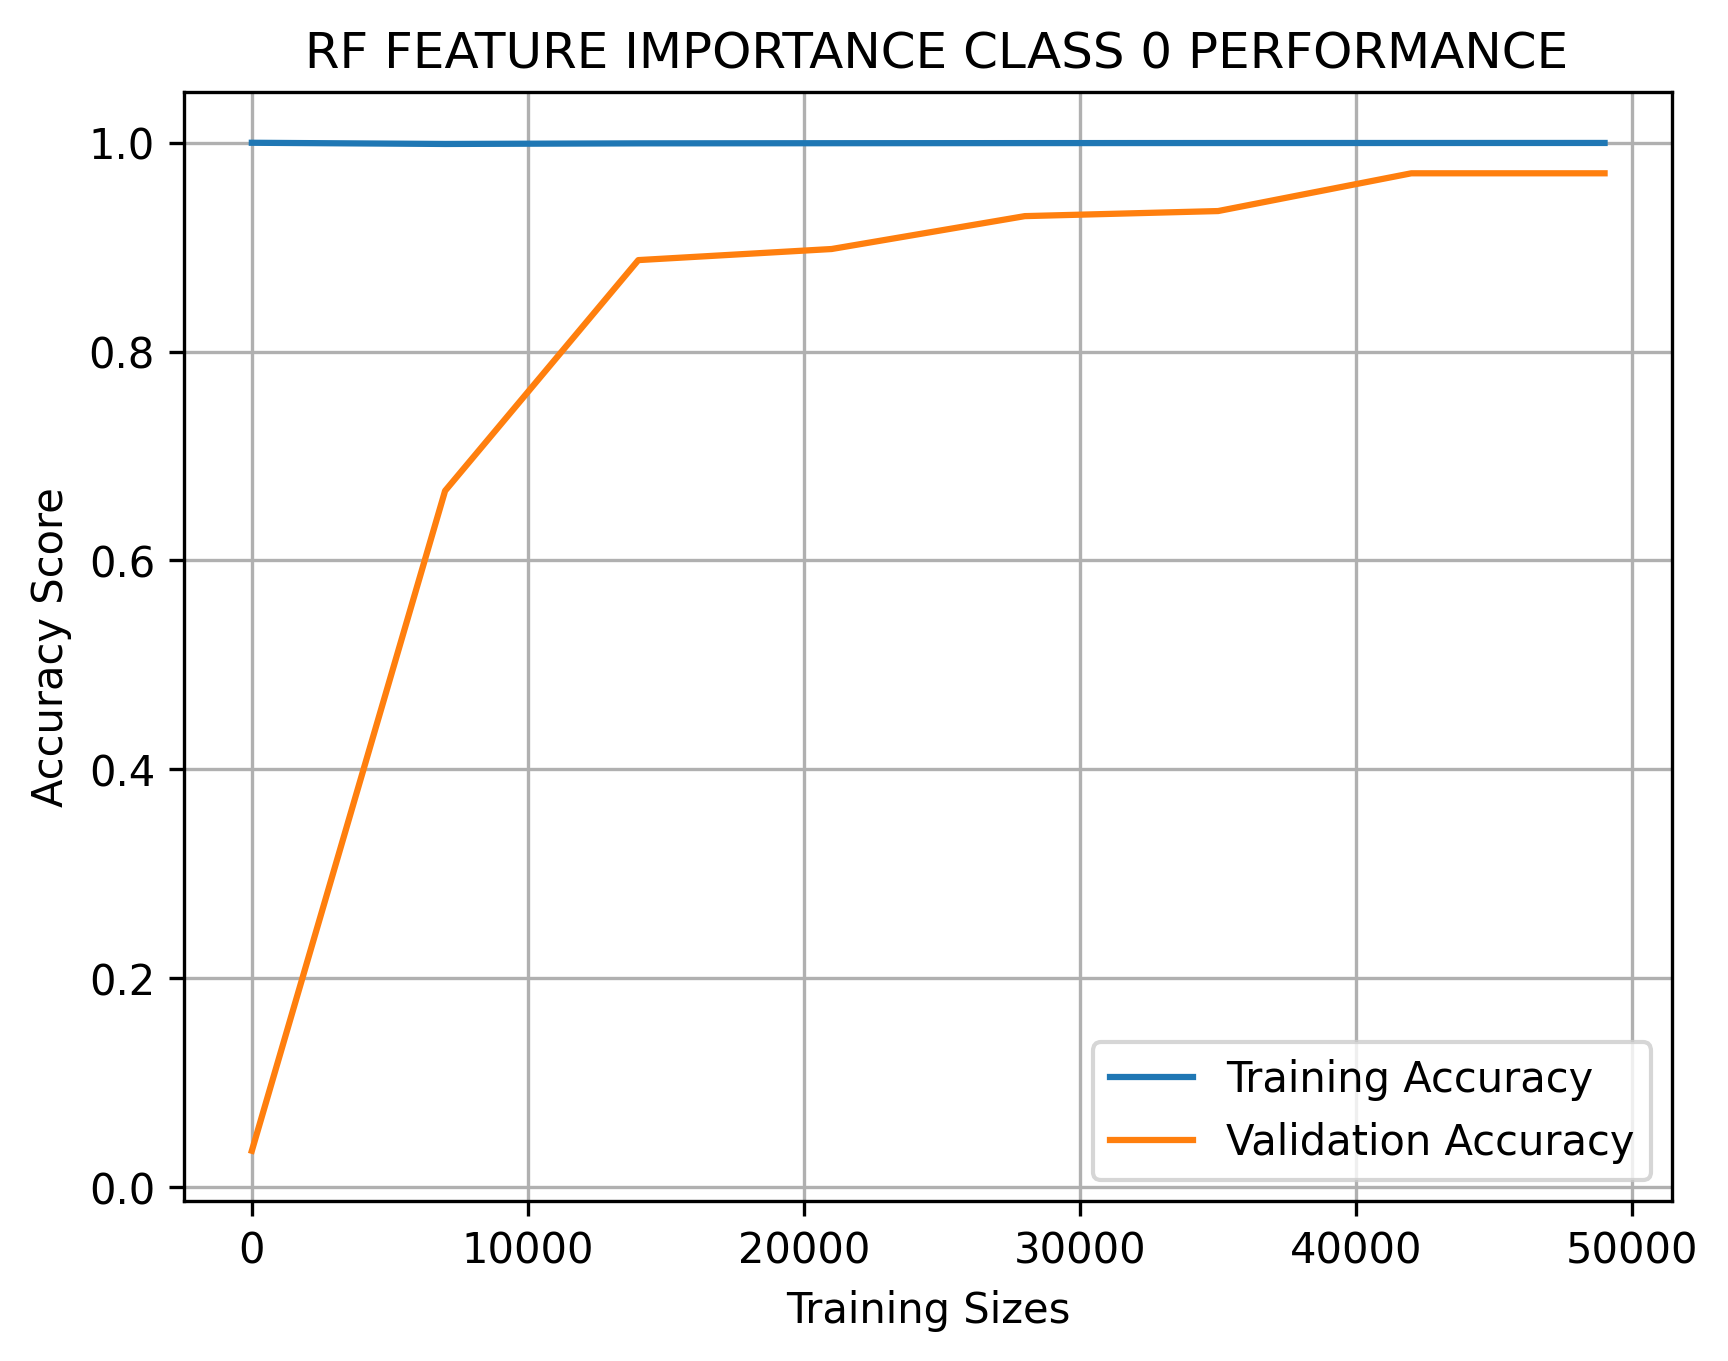 RF FEATURE IMPORTANCE CLASS 0 PERFORMANCE
1.0
0.8
0.6
0.4
0.2
0.0
Accuracy Score
Training Accuracy
Validation Accuracy
0 10000 20000 30000 40000 50000
Training Sizes